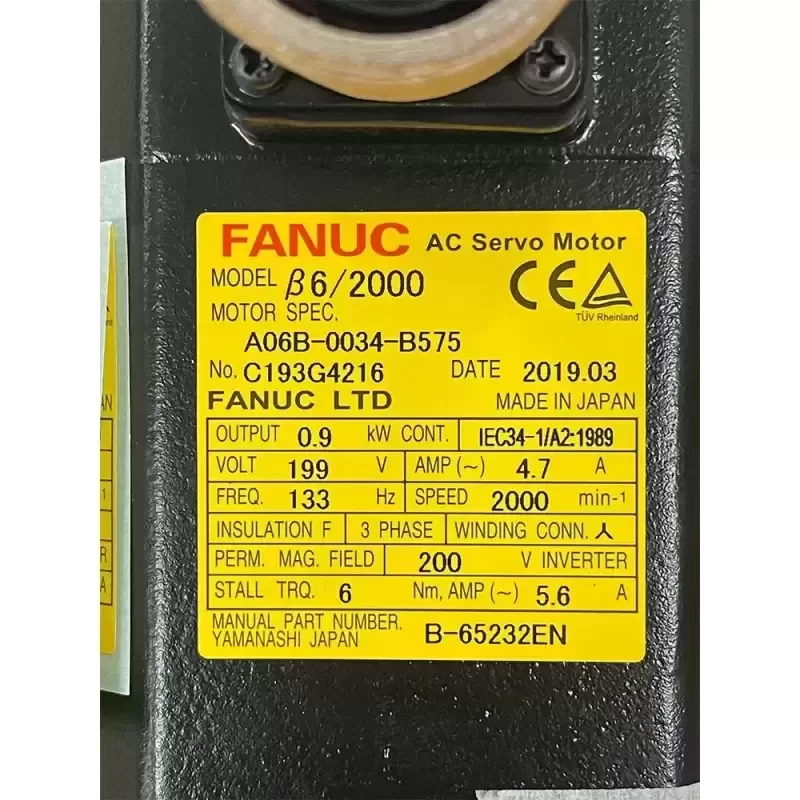 FANUC AC Servo Motor
MODEL β6/2000
CE TÜV Rheinland
MOTOR SPEC.
A06B-0034-B575
No. C193G4216 DATE 2019.03
FANUC LTD MADE IN JAPAN
OUTPUT 0.9 kW CONT. IEC34-1/A2:1989
VOLT 199 V AMP (~) 4.7 A
FREQ. 133 Hz SPEED 2000 min-1
INSULATION F 3 PHASE WINDING CONN.
PERM. MAG. FIELD 200 V INVERTER
STALL TRQ. 6 Nm, AMP (~) 5.6 A
MANUAL PART NUMBER. B-65232EN
YAMANASHI JAPAN
AN
-1
R
A